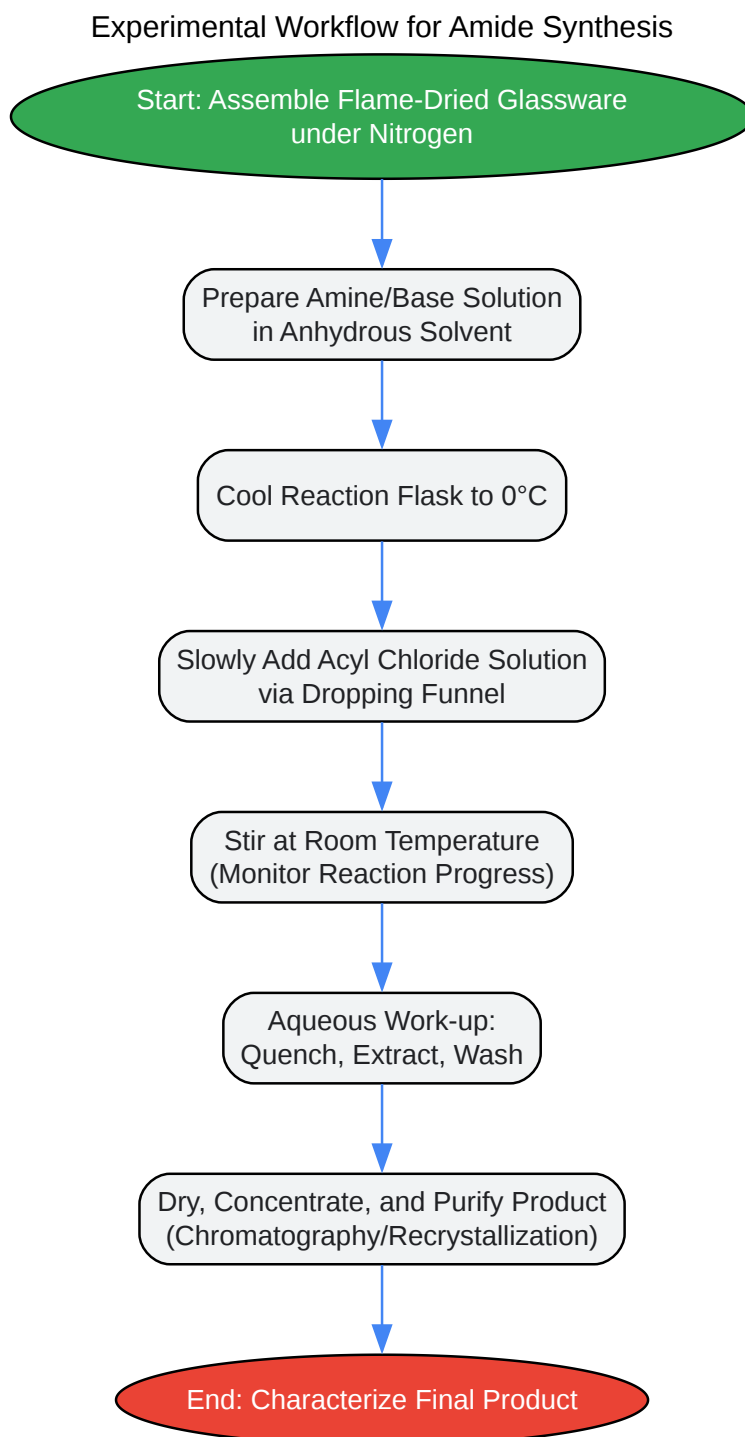 Experimental Workflow for Amide Synthesis
Start: Assemble Flame-Dried Glassware
under Nitrogen
Prepare Amine/Base Solution
in Anhydrous Solvent
Cool Reaction Flask to 0°C
Slowly Add Acyl Chloride Solution
via Dropping Funnel
Stir at Room Temperature
(Monitor Reaction Progress)
Aqueous Work-up:
Quench, Extract, Wash
Dry, Concentrate, and Purify Product
(Chromatography/Recrystallization)
End: Characterize Final Product